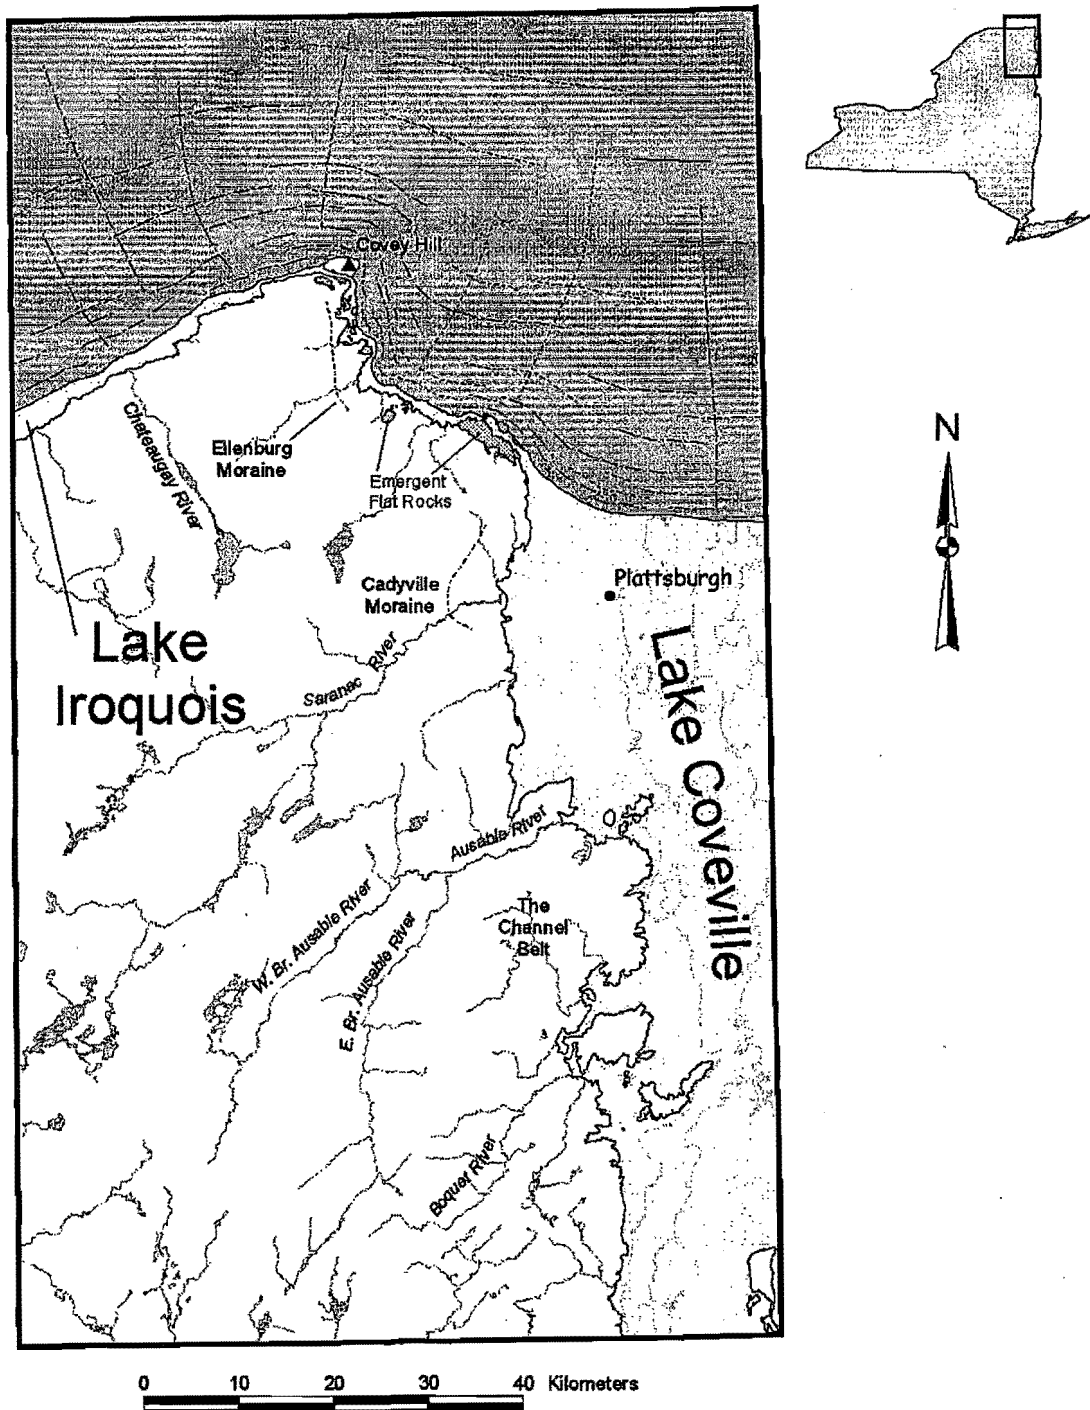 Covey Hill
N
Chateaugay River
Ellenburg
Moraine
Emergent
Flat Rocks
Plattsburgh
Cadyville
Moraine
Lake
Iroquois
Saranac River
Lake Coveville
Ausable River
The
Channel
Belt
W. Br. Ausable River
E. Br. Ausable River
Boquet River
0 10 20 30 40 Kilometers